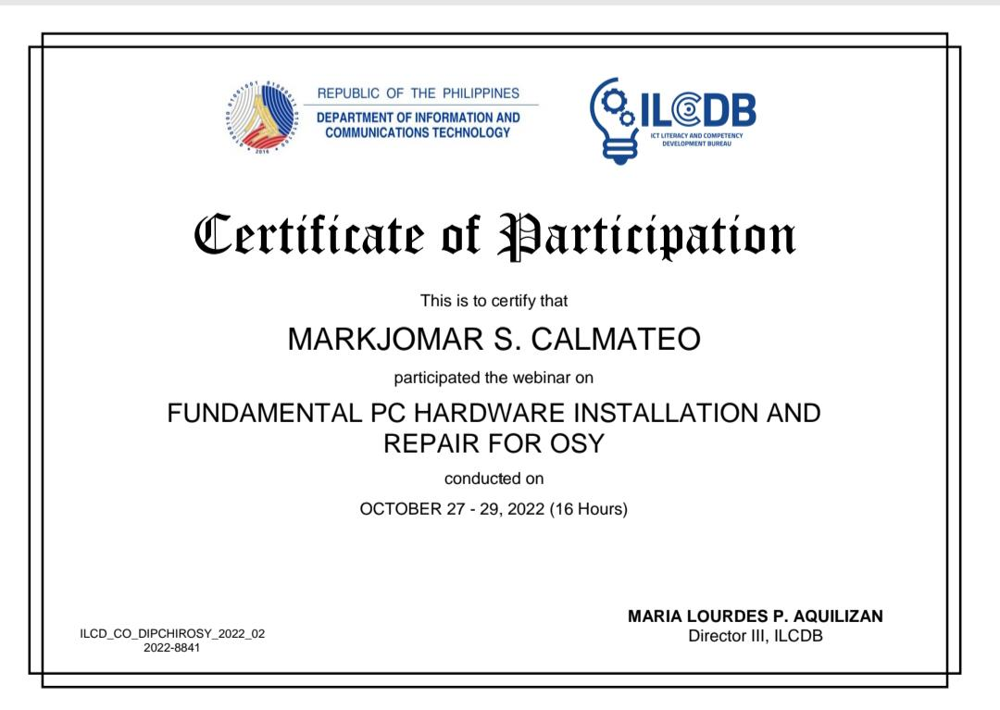 REPUBLIC OF THE PHILIPPINES
DEPARTMENT OF INFORMATION AND
COMMUNICATIONS TECHNOLOGY
2016
ILCDB
ICT LITERACY AND COMPETENCY
DEVELOPMENT BUREAU
Certificate of Participation
This is to certify that
MARKJOMAR S. CALMATEO
participated the webinar on
FUNDAMENTAL PC HARDWARE INSTALLATION AND
REPAIR FOR OSY
conducted on
OCTOBER 27 - 29, 2022 (16 Hours)
MARIA LOURDES P. AQUILIZAN
Director III, ILCDB
ILCD_CO_DIPCHIROSY_2022_02
2022-8841